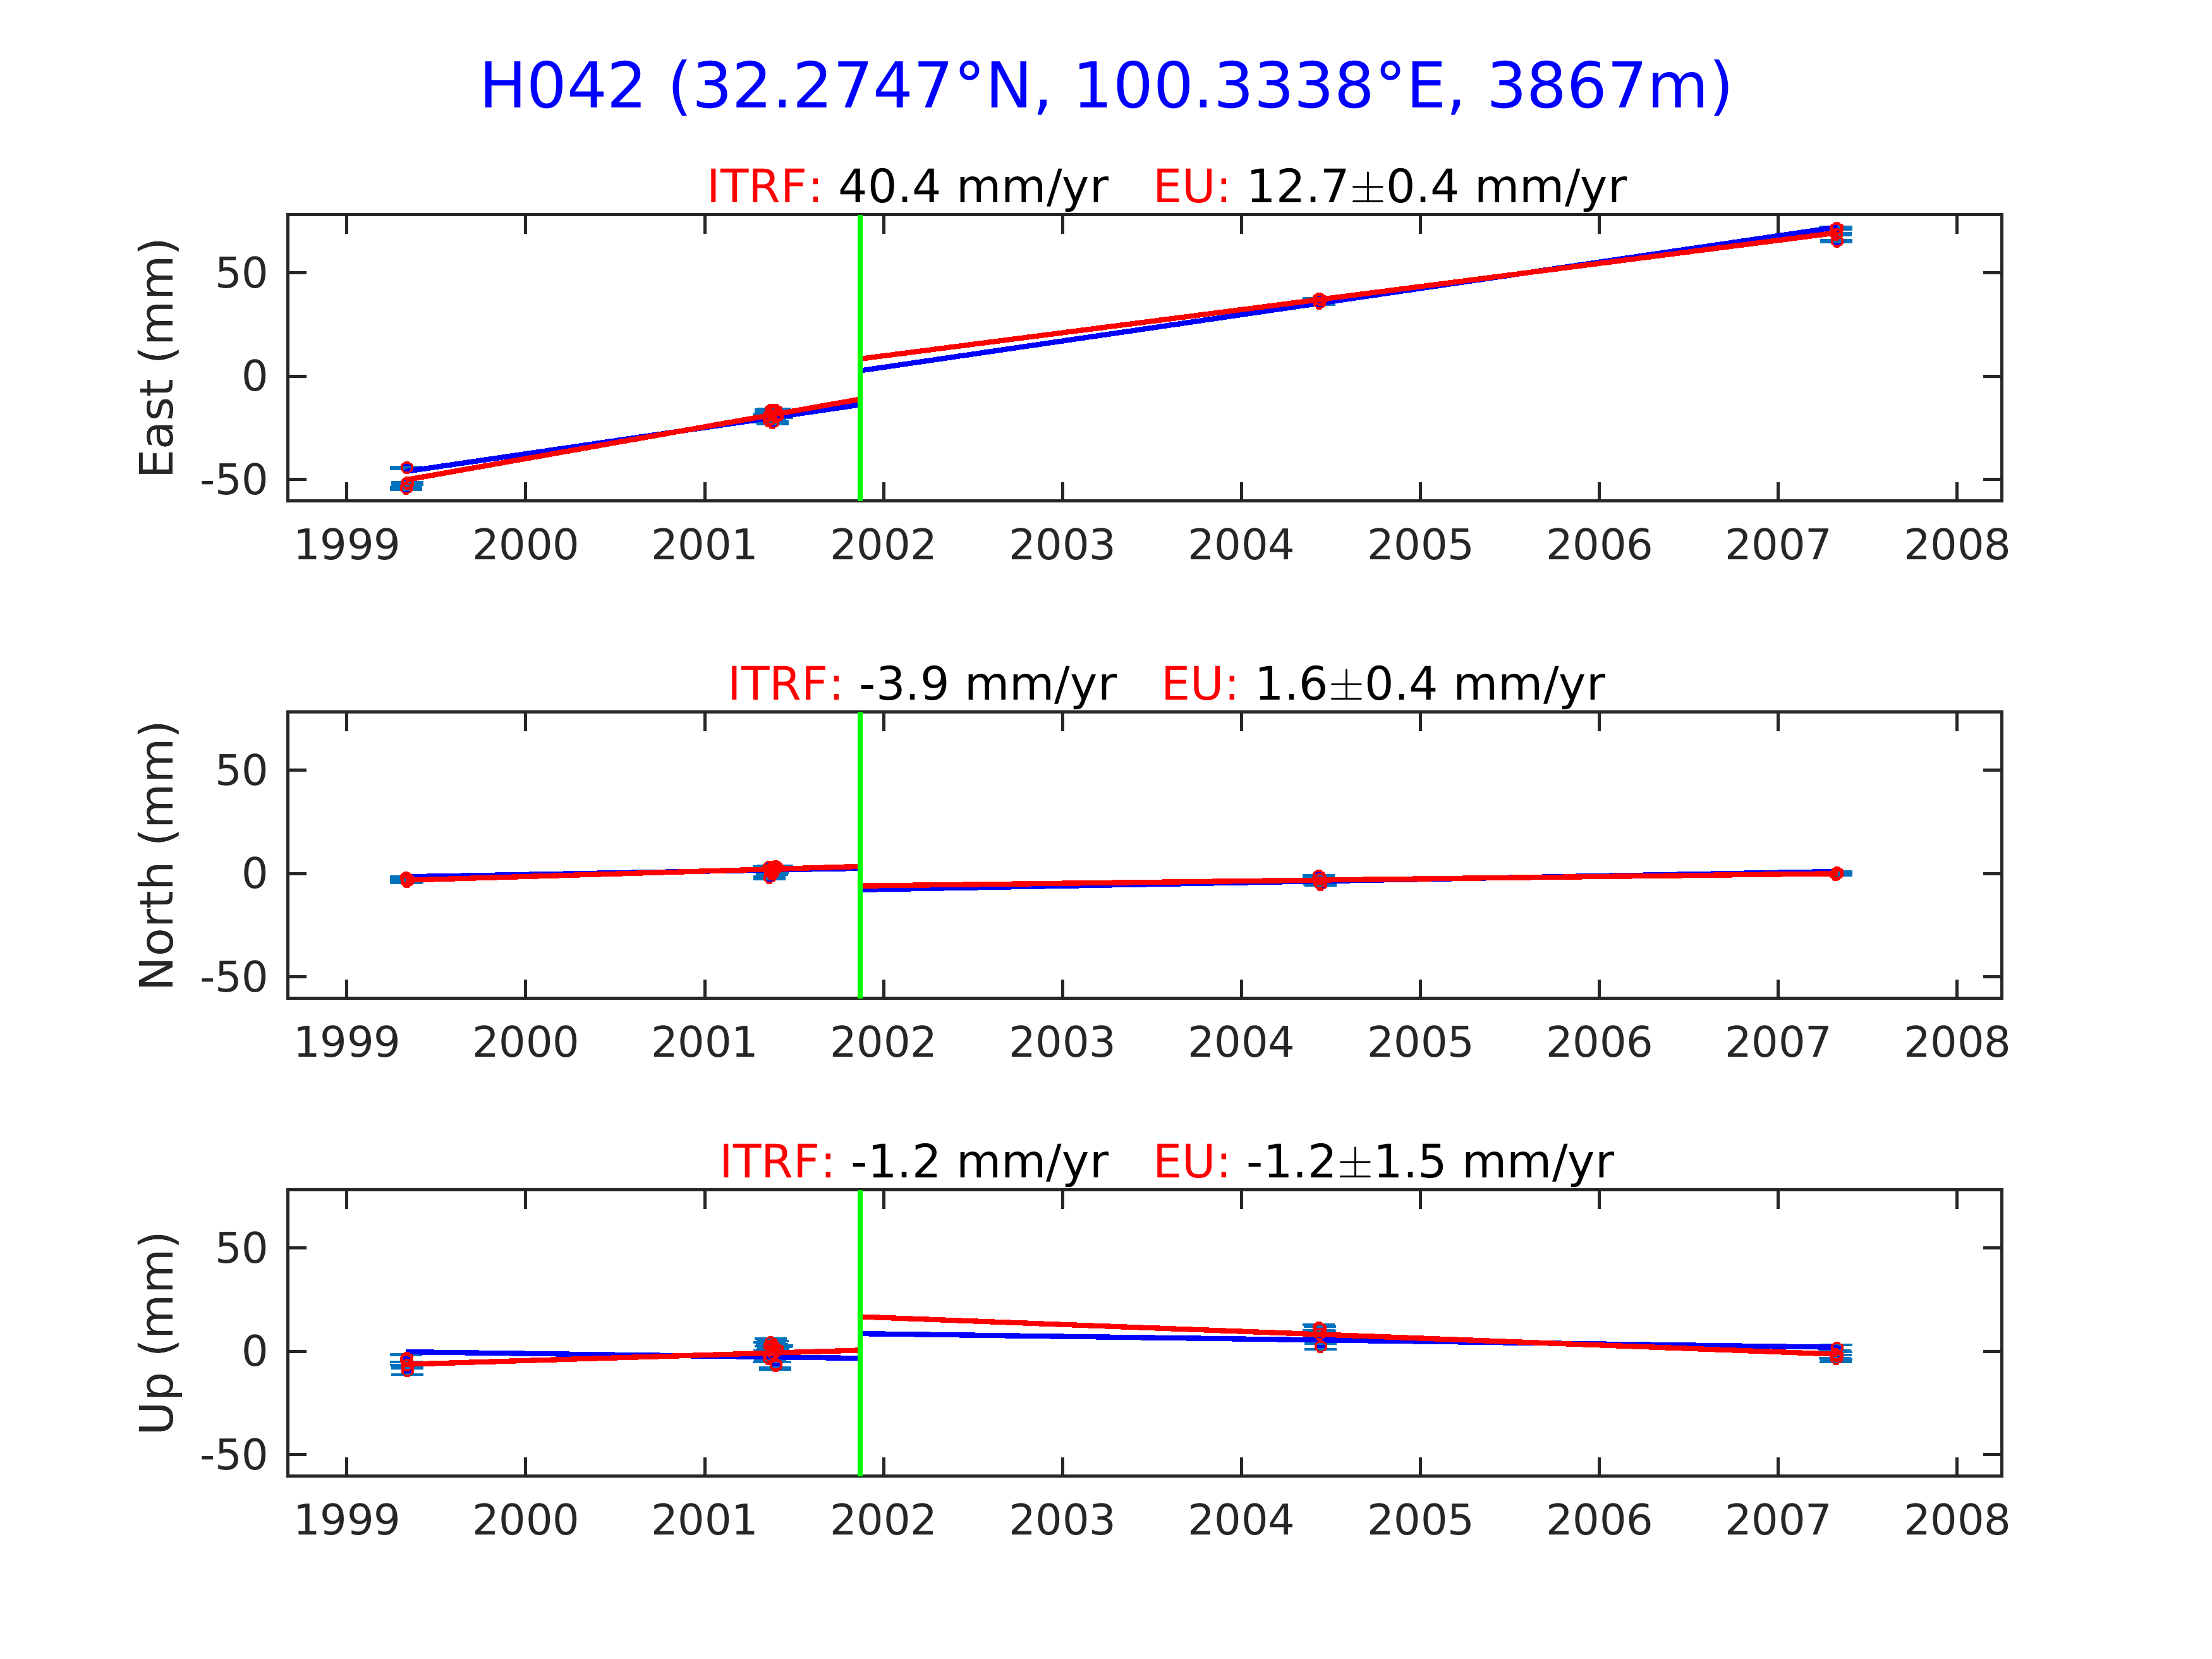 H042 (32.2747°N, 100.3338°E, 3867m)
ITRF: 40.4 mm/yr EU: 12.7±0.4 mm/yr
East (mm)
50
0
-50
1999 2000 2001 2002 2003 2004 2005 2006 2007 2008
ITRF: -3.9 mm/yr EU: 1.6±0.4 mm/yr
North (mm)
50
0
-50
1999 2000 2001 2002 2003 2004 2005 2006 2007 2008
ITRF: -1.2 mm/yr EU: -1.2±1.5 mm/yr
Up (mm)
50
0
-50
1999 2000 2001 2002 2003 2004 2005 2006 2007 2008